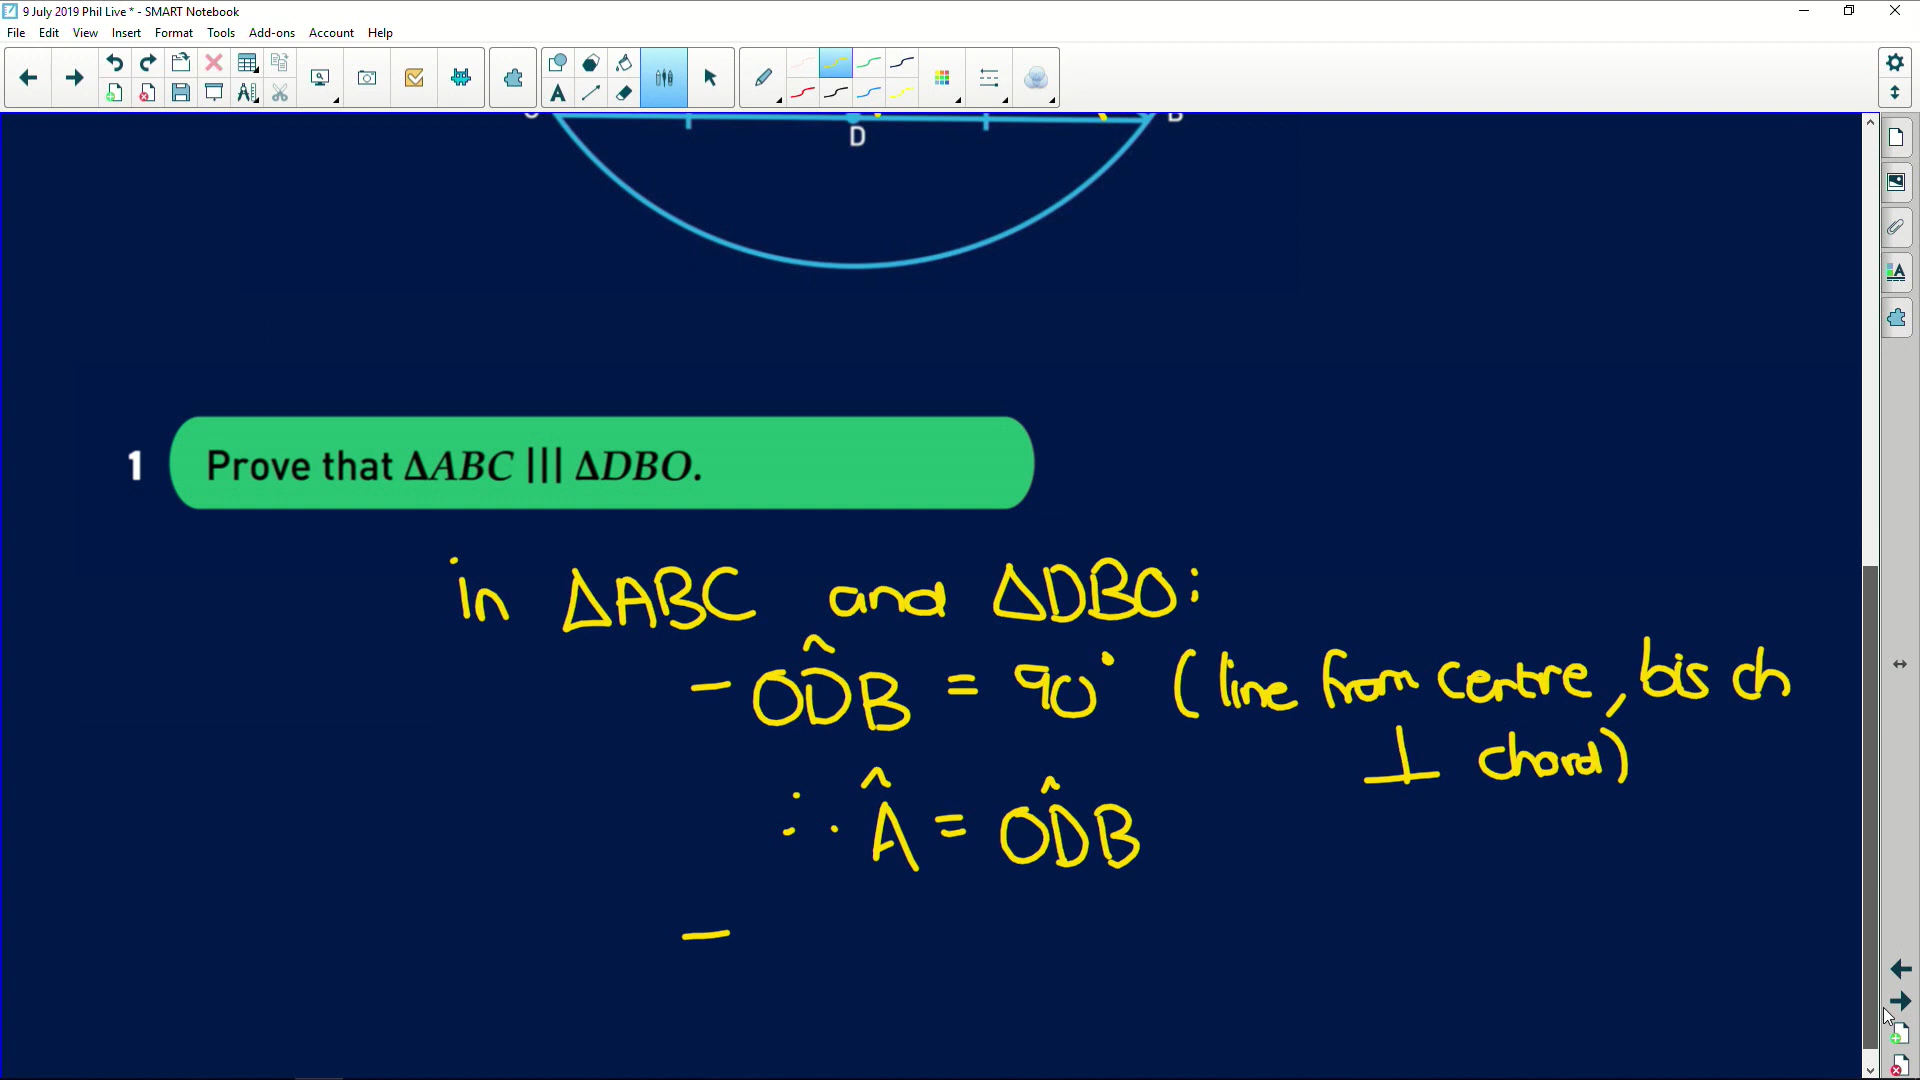 9 July 2019 Phil Live * - SMART Notebook
File Edit View Insert Format Tools Add-ons Account Help
D
B
1 Prove that ΔABC ||| ΔDBO.
in ΔABC and ΔDBO:
- OD̂B = 90° (line from centre, bis ch
⊥ chord)
∴ Â = OD̂B
-